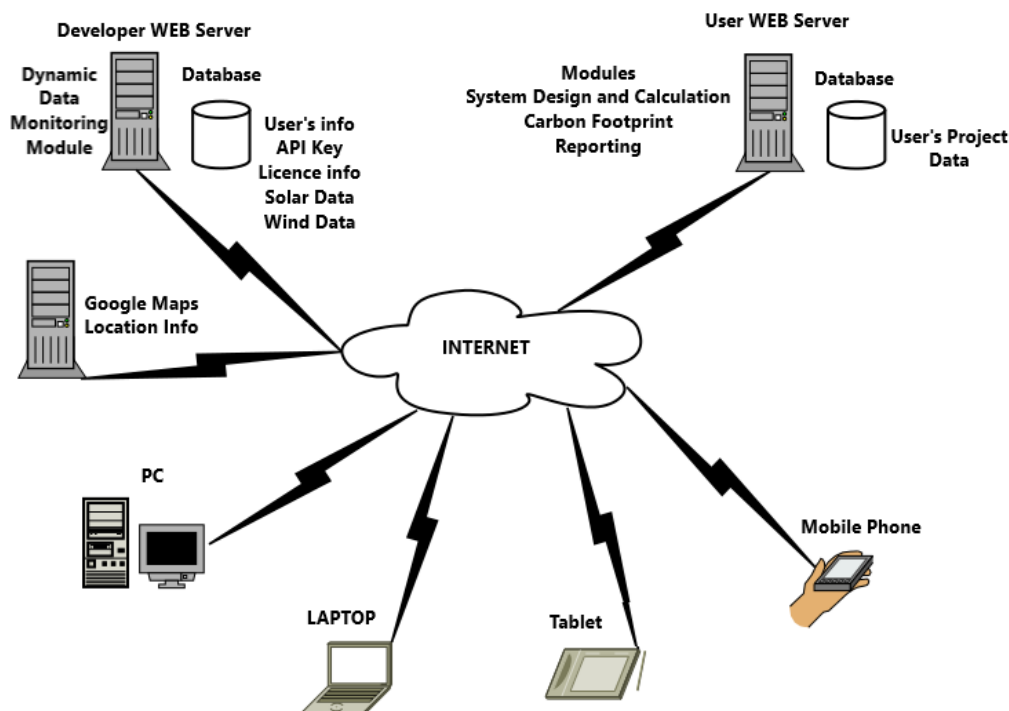 Developer WEB Server
Dynamic
Data
Monitoring
Module
Database
User's info
API Key
Licence info
Solar Data
Wind Data
User WEB Server
Modules
System Design and Calculation
Carbon Footprint
Reporting
Database
User's Project
Data
Google Maps
Location Info
INTERNET
PC
LAPTOP
Tablet
Mobile Phone